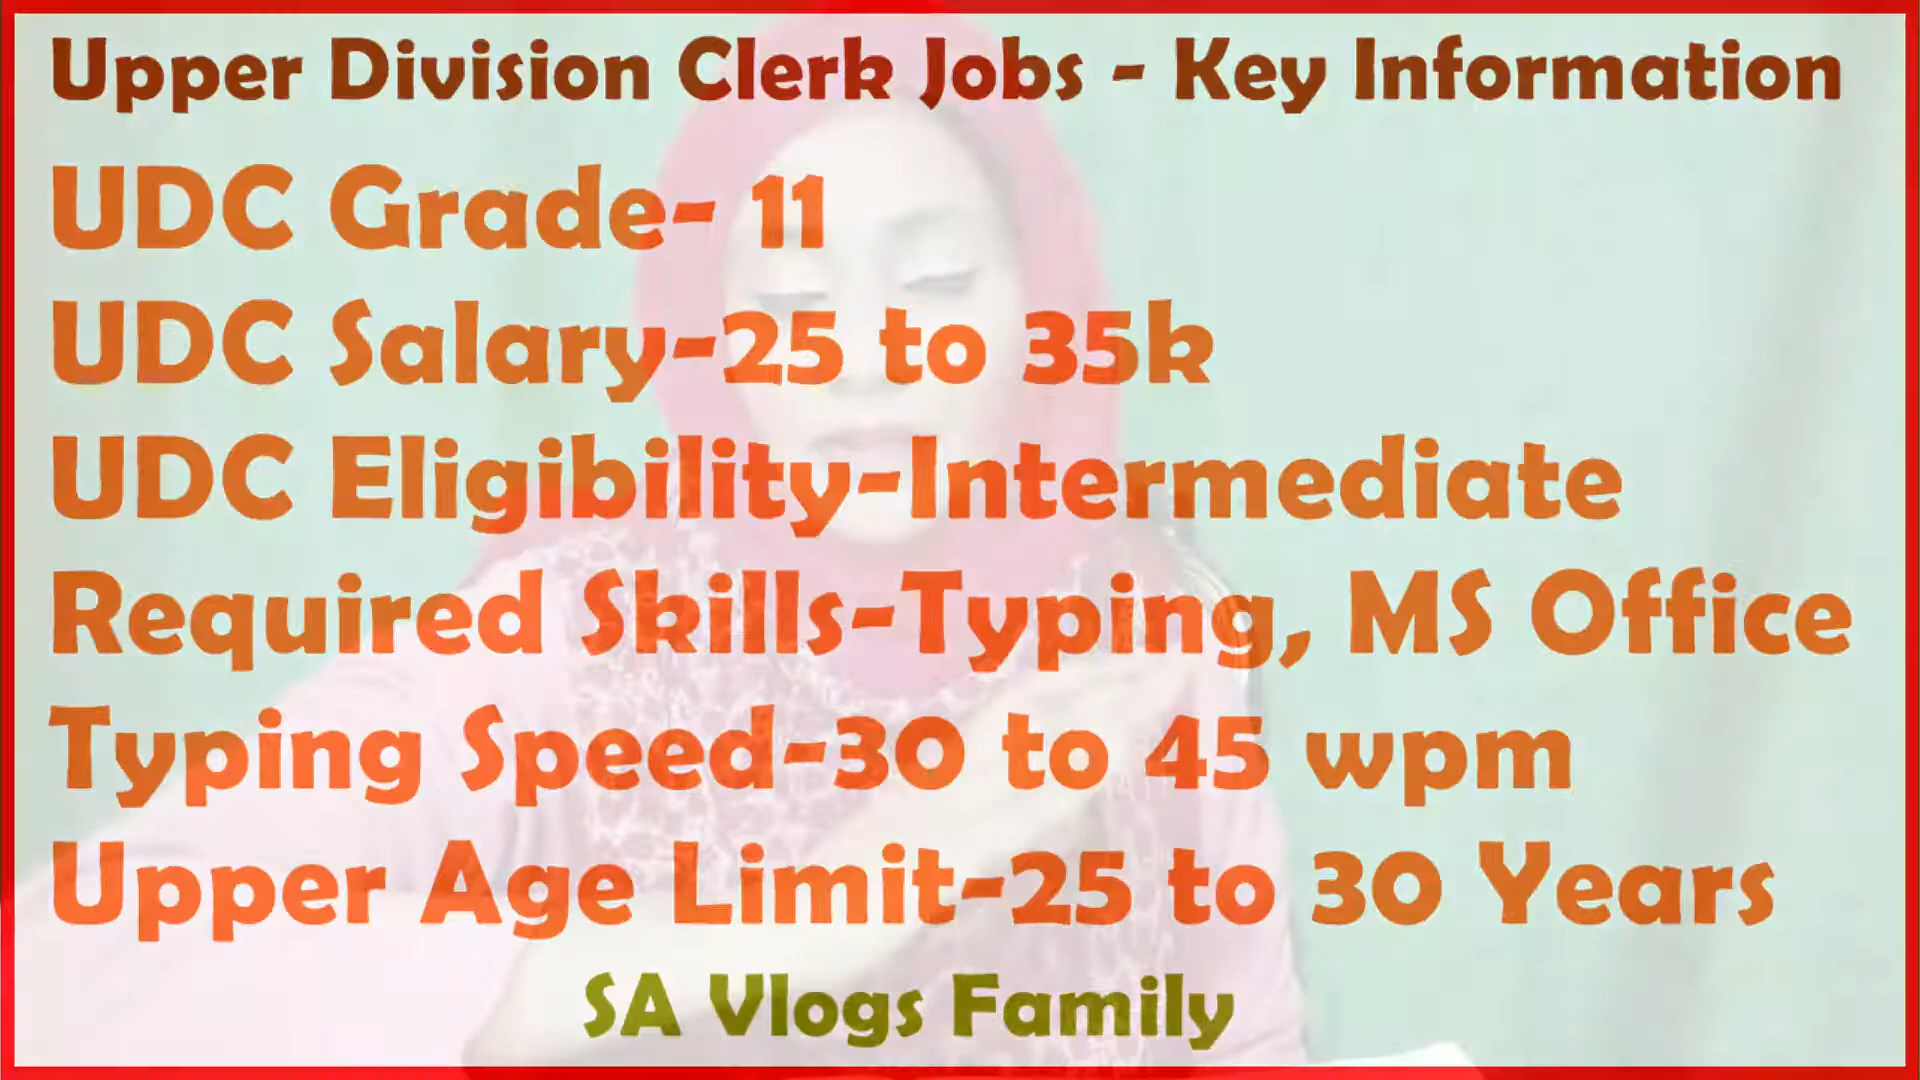 Upper Division Clerk Jobs - Key Information
UDC Grade- 11
UDC Salary-25 to 35k
UDC Eligibility-Intermediate
Required Skills-Typing, MS Office
Typing Speed-30 to 45 wpm
Upper Age Limit-25 to 30 Years
SA Vlogs Family